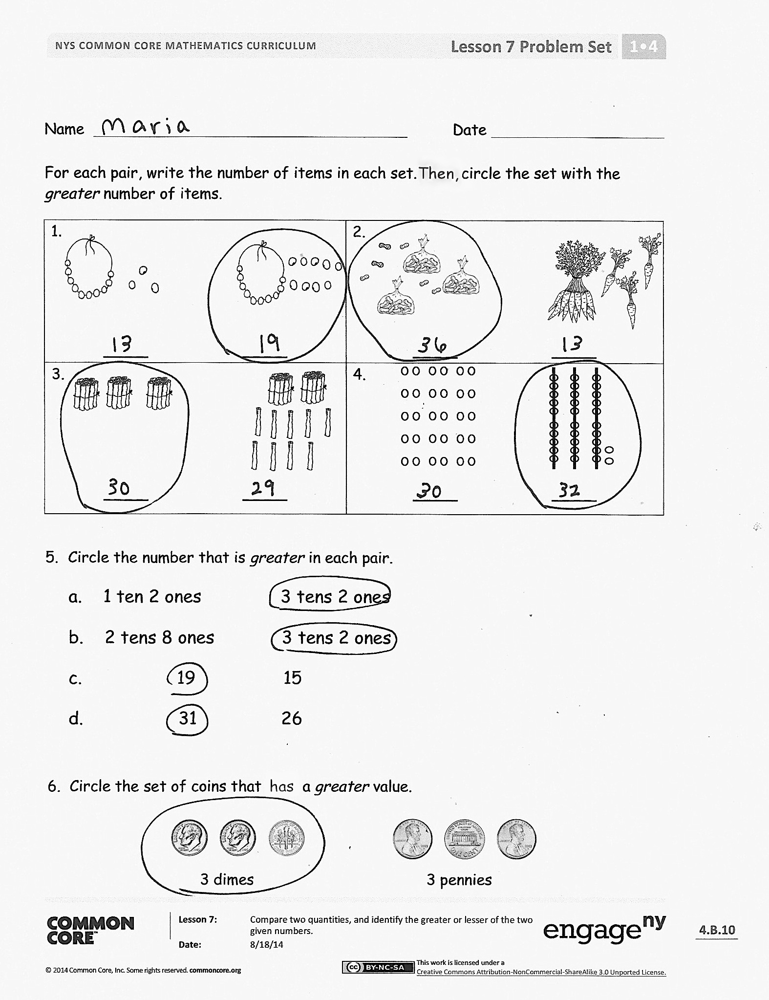 NYS COMMON CORE MATHEMATICS CURRICULUM
Lesson 7 Problem Set
1•4
Name Maria
Date
For each pair, write the number of items in each set. Then, circle the set with the
greater number of items.
1.
13
19
2.
36
13
3.
30
29
4.
30
32
5. Circle the number that is greater in each pair.
a. 1 ten 2 ones 3 tens 2 ones
b. 2 tens 8 ones 3 tens 2 ones
c. 19 15
d. 31 26
6. Circle the set of coins that has a greater value.
ONE CENT
3 dimes 3 pennies
COMMON
CORE™
Lesson 7: Compare two quantities, and identify the greater or lesser of the two
given numbers.
Date: 8/18/14
engageny
4.B.10
© 2014 Common Core, Inc. Some rights reserved. commoncore.org
cc BY-NC-SA
This work is licensed under a
Creative Commons Attribution-NonCommercial-ShareAlike 3.0 Unported License.